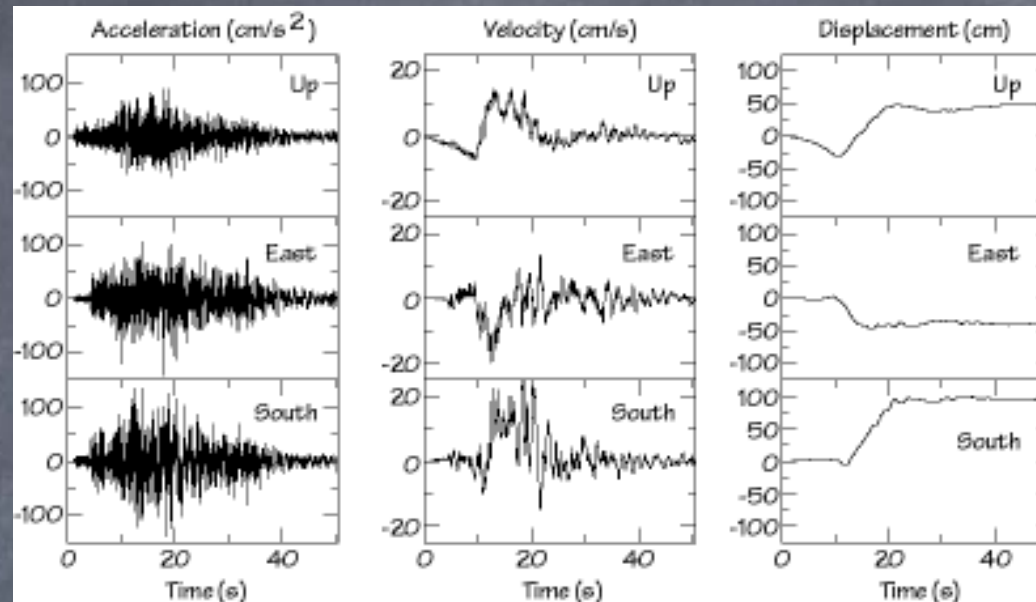 Acceleration (cm/s²) Velocity (cm/s) Displacement (cm)
100 Up 20 Up 100 Up
50
0 0 0
-50
-100 -20 -100
100 East 20 East 100 East
50
0 0 0
-50
-100 -20 -100
100 South 20 South 100
50
0 0 0 South
-50
-100 -20 -100
0 20 40 0 20 40 0 20 40
Time (s) Time (s) Time (s)